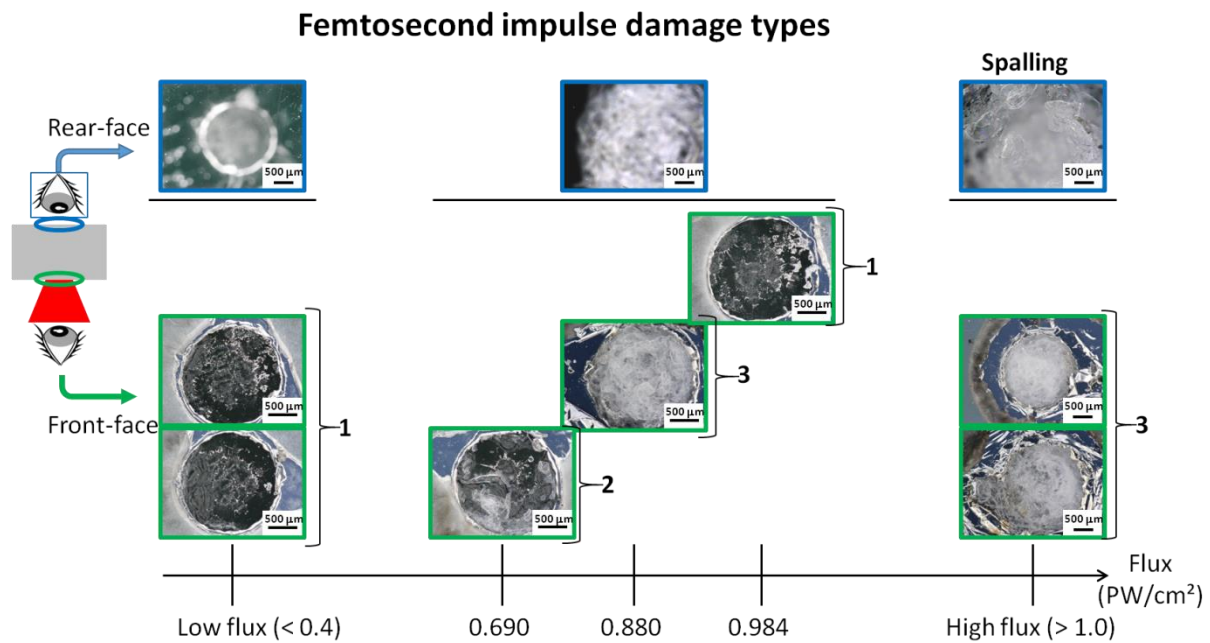 Femtosecond impulse damage types
Spalling
Rear-face
500 µm
500 µm
500 µm
500 µm
1
500 µm
500 µm
500 µm
3
1
3
Front-face
500 µm
500 µm
500 µm
2
Flux
(PW/cm²)
Low flux (< 0.4)
0.690
0.880
0.984
High flux (> 1.0)